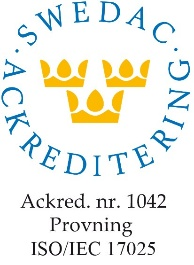 ·SWEDAC·
ACKREDITERING
Ackred. nr. 1042
Provning
ISO/IEC 17025